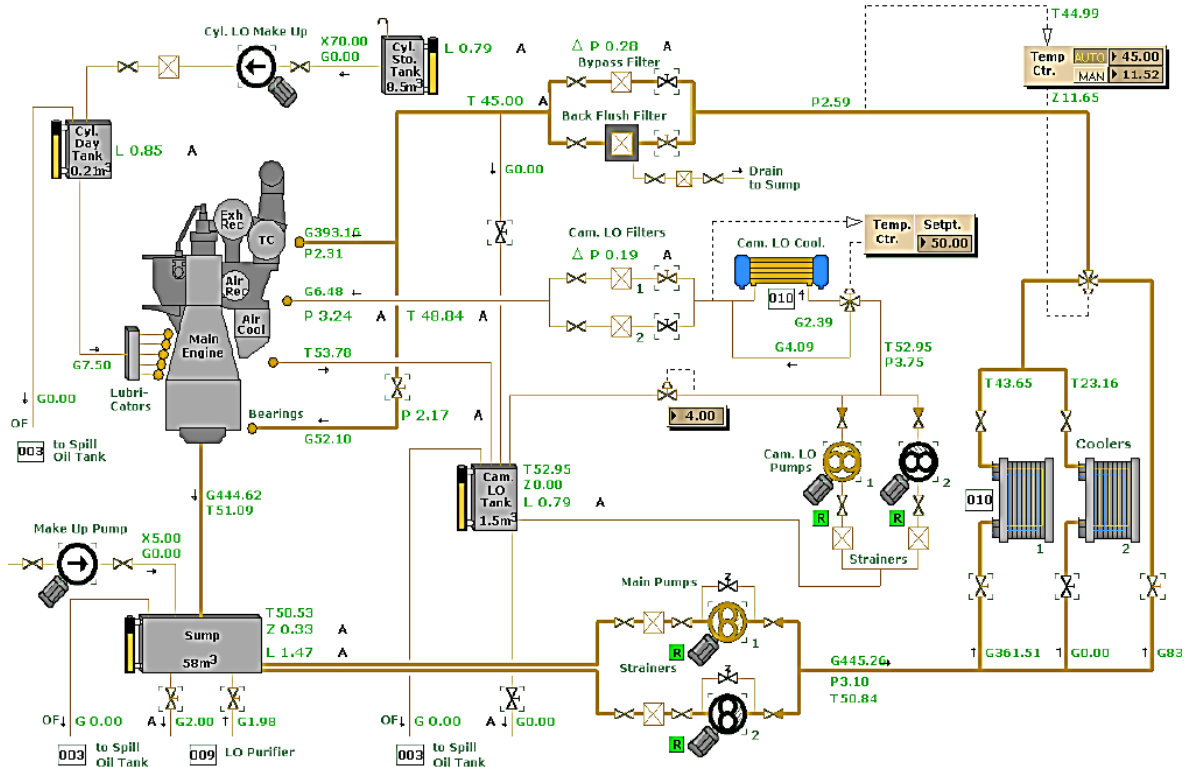 Cyl. LO Make Up
X70.00
G0.00
Cyl.
Sto.
Tank
8.5m³
L 0.79 A
Δ P 0.28 A
Bypass Filter
T44.99
Temp
Ctr.
AUTO
45.00
MAN
11.52
Z11.65
P2.59
T 45.00 A
Back Flush Filter
Drain
to Sump
G0.00
Cyl.
Day
Tank
0.21m³
L 0.85 A
Exh
Rec
TC
Air
Rec
Air
Cool
Main
Engine
G393.16
P2.31
Cam. LO Filters
Δ P 0.19 A
1
2
Cam. LO Cool.
010
Temp.
Ctr.
Setpt.
50.00
G6.48
P 3.24 A T 48.84 A
G2.39
G4.09
T52.95
P3.75
T53.78
G7.50
Lubri-
Cators
G0.00
OF
003
to Spill
Oil Tank
Bearings
P 2.17 A
G52.10
4.00
T43.65
T23.16
Cam. LO
Pumps
1
2
R
R
Coolers
010
1
2
Cam.
LO
Tank
1.5m³
T52.95
Z0.00
L 0.79 A
Strainers
G444.62
T51.09
Make Up Pump
X5.00
G0.00
Main Pumps
Z
1
R
Sump
58m³
T50.53
Z 0.33 A
L 1.47 A
Strainers
Z
2
R
G445.26
P3.10
T50.84
G361.51
G0.00
G83
OF G 0.00
A G2.00
G1.98
OF G 0.00
A G0.00
003
to Spill
Oil Tank
009
LO Purifier
003
to Spill
Oil Tank